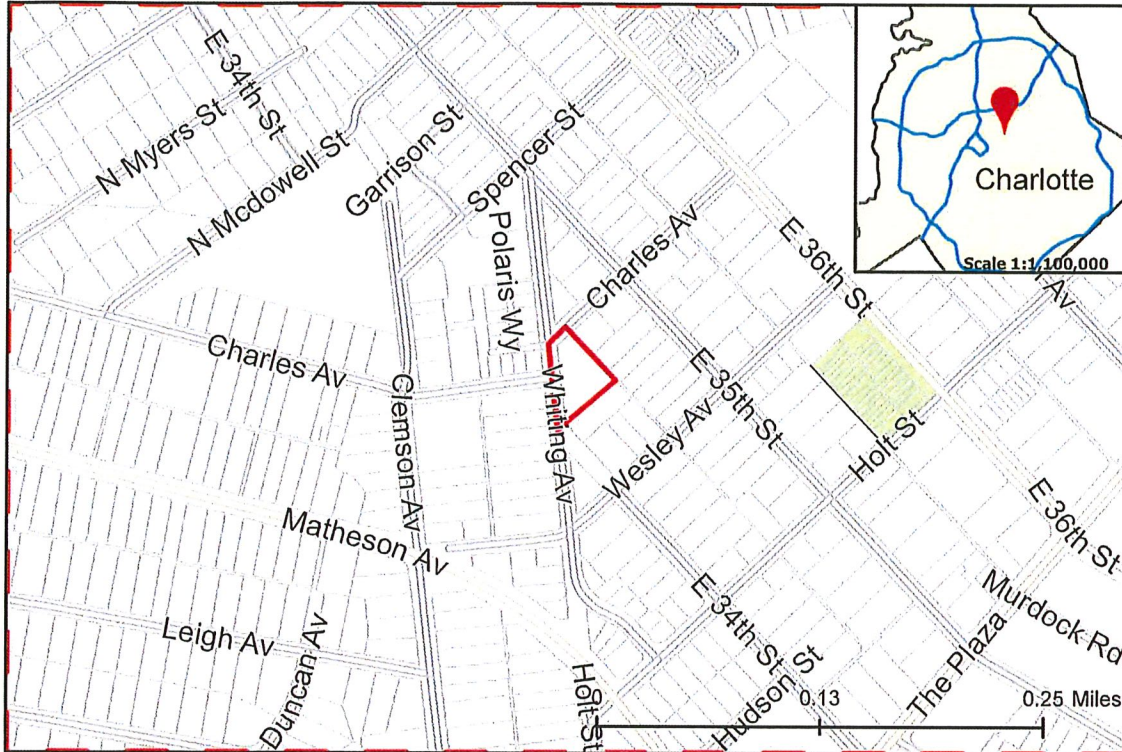 E 34th St
N Myers St
N Mcdowell St
Garrison St
Spencer St
Polaris Wy
Charles Av
E 36th St
Charlotte
Scale 1:1,100,000
Av
Charles Av
Clemson Av
Whiting Av
E 35th St
Wesley Av
Holt St
E 36th St
Matheson Av
Murdock Rd
Leigh Av
Duncan Av
E 34th St
Hudson St
The Plaza
Holt St
0
0.13
0.25 Miles